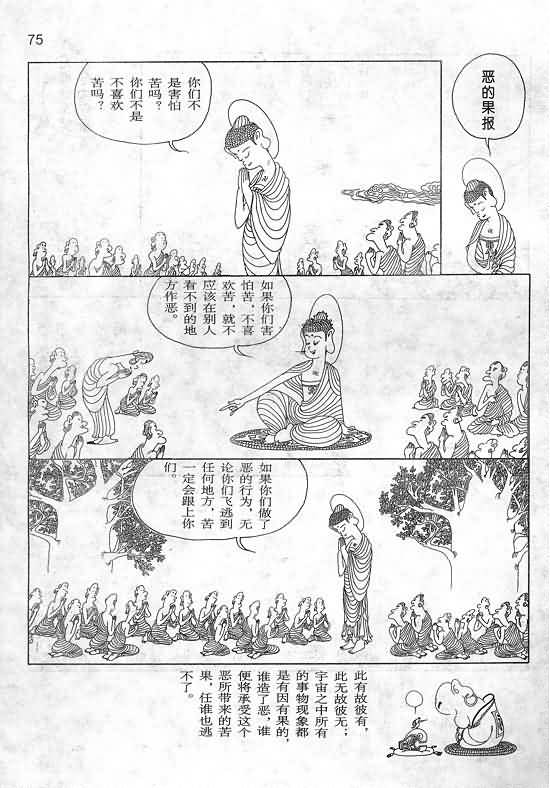 75
恶的果报
你们不
是害怕
苦吗？
你们不是
不喜欢
苦吗？
如果你们害
怕苦，不喜
欢苦，就不
应该在别人
看不到的地
方作恶。
如果你们做了
恶的行为，无
论你们飞逃到
任何地方，苦
一定会跟上你
们。
此有故彼有，
此无故彼无；
宇宙之中所有
的事物现象都
是有因有果的，
谁造了恶，谁
便将承受这个
恶所带来的苦
果，任谁也逃
不了。